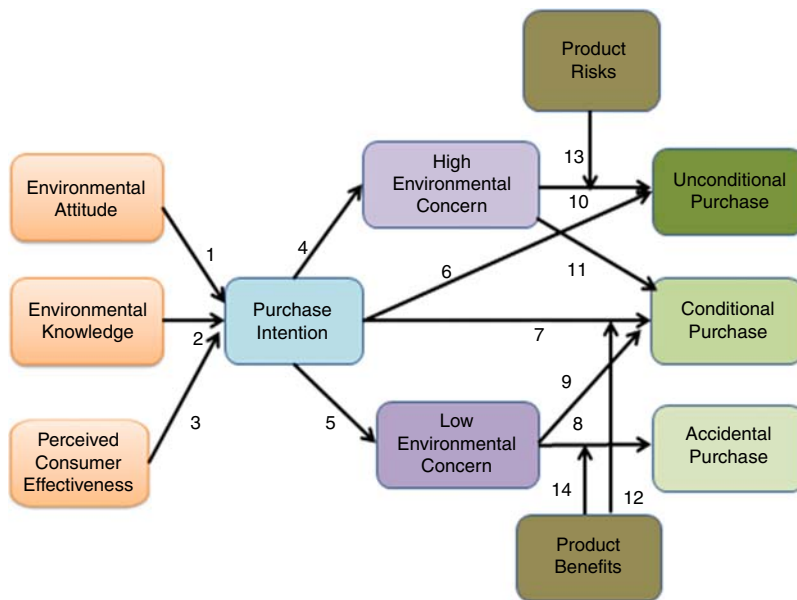 Product
Risks
13
High
Environmental
Concern
Unconditional
Purchase
Environmental
Attitude
10
1
4
6
11
Environmental
Knowledge
Purchase
Intention
Conditional
Purchase
2
7
9
3
5
Low
Environmental
Concern
8
Accidental
Purchase
Perceived
Consumer
Effectiveness
14
12
Product
Benefits